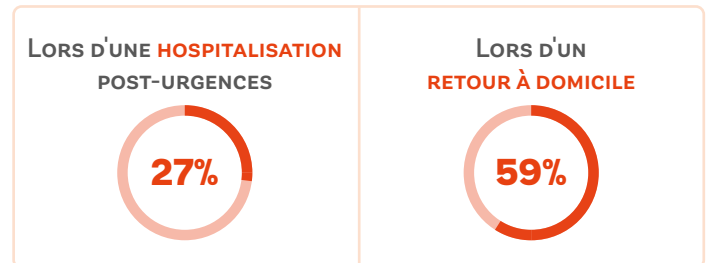 Lors d'une hospitalisation
post-urgences
27%
Lors d'un
retour à domicile
59%